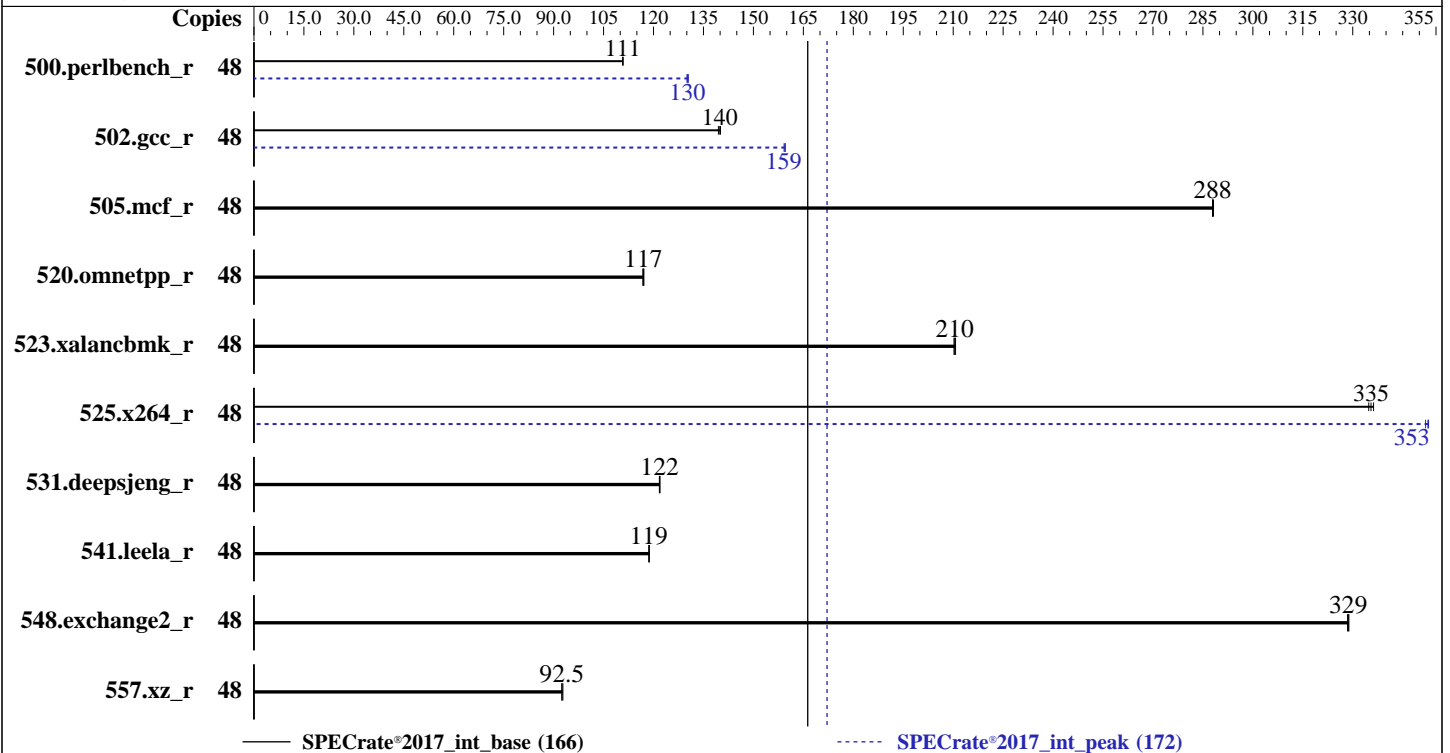 Copies 0 15.0 30.0 45.0 60.0 75.0 90.0 105 120 135 150 165 180 195 210 225 240 255 270 285 300 315 330 355
111
500.perlbench_r 48
130
140
502.gcc_r 48
159
288
505.mcf_r 48
117
520.omnetpp_r 48
210
523.xalancbmk_r 48
335
525.x264_r 48
353
122
531.deepsjeng_r 48
119
541.leela_r 48
329
548.exchange2_r 48
92.5
557.xz_r 48
SPECrate®2017_int_base (166) SPECrate®2017_int_peak (172)